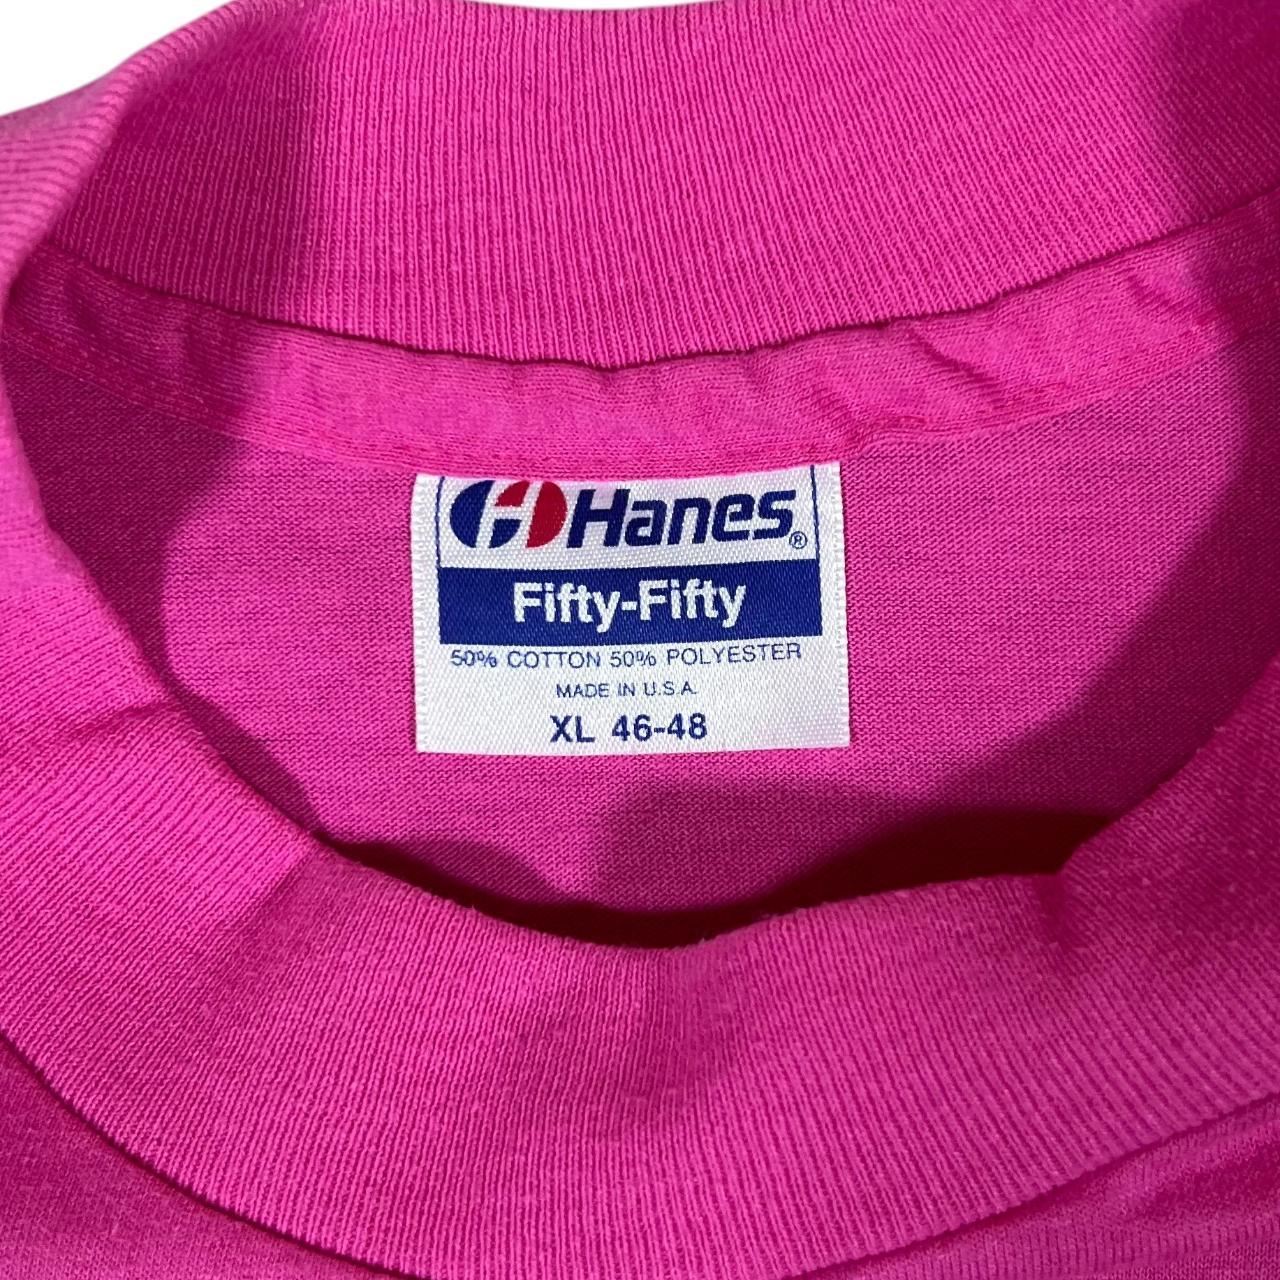 Hanes®
Fifty-Fifty
50% COTTON 50% POLYESTER
MADE IN U.S.A.
XL 46-48